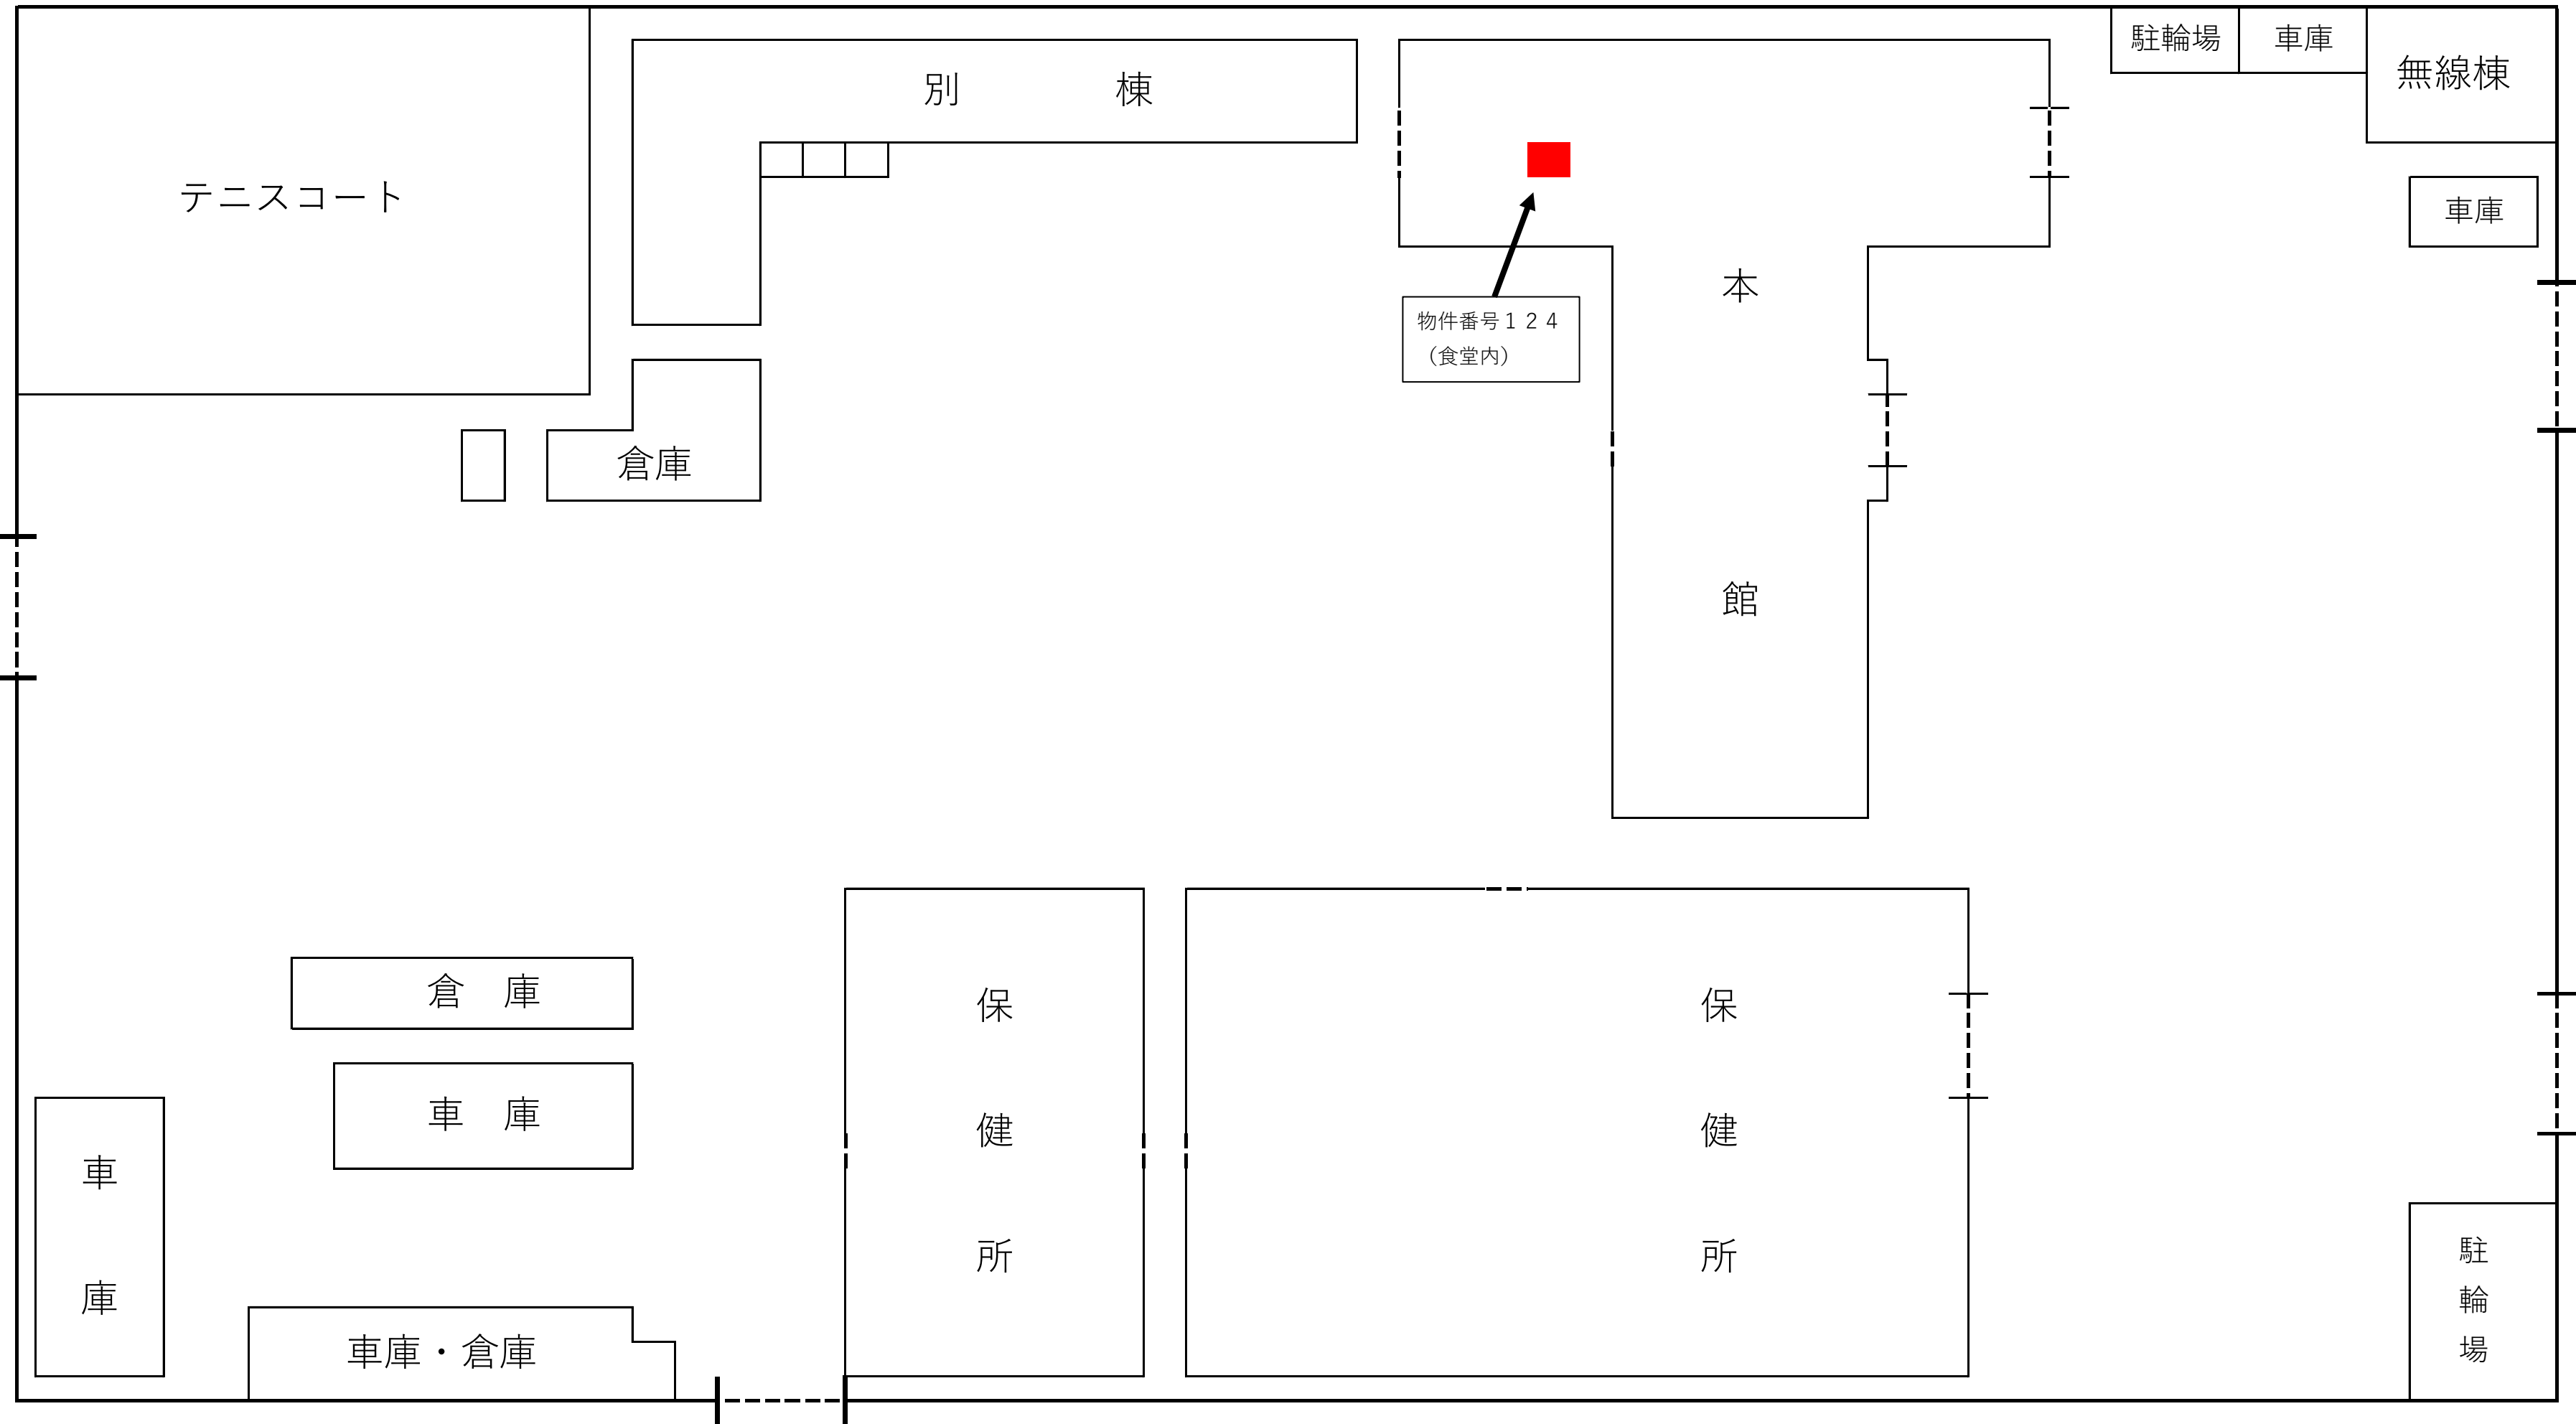 駐輪場
車庫
無線棟
別　　棟
テニスコート
車庫
本館
物件番号１２４
（食堂内）
倉庫
倉　庫
保健所
保健所
車　庫
車庫
駐輪場
車庫・倉庫